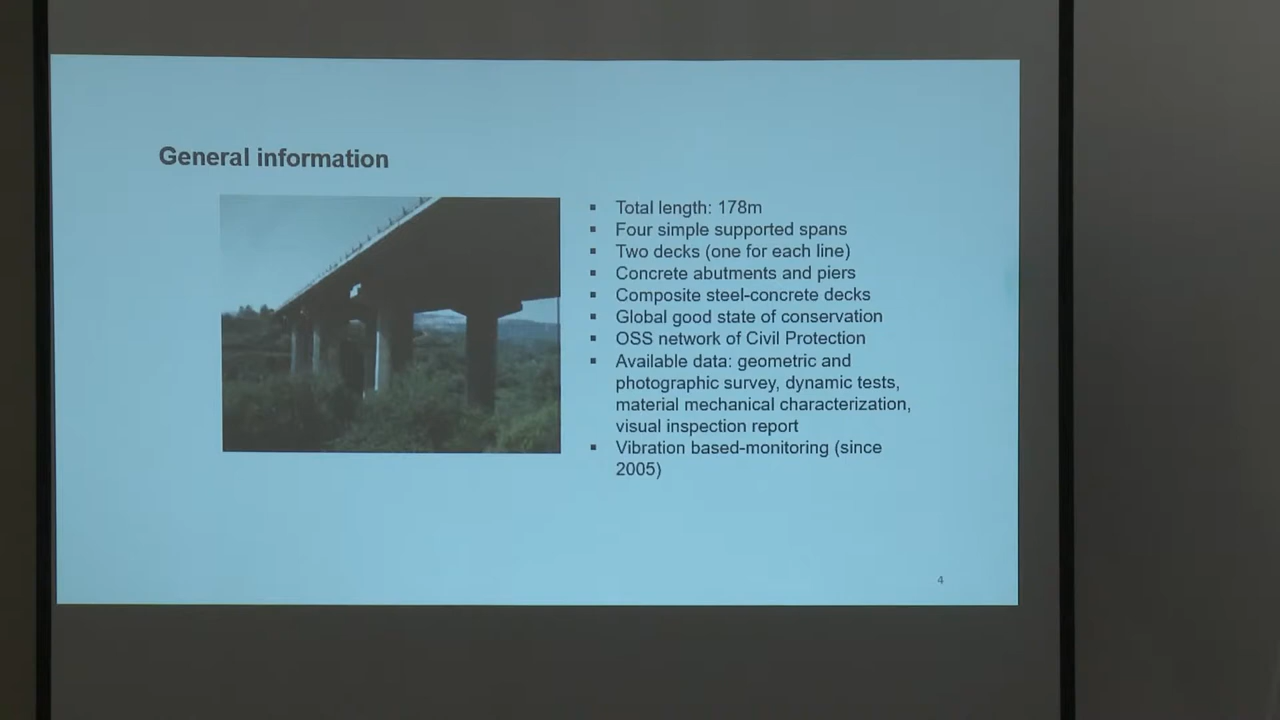 General information
▪ Total length: 178m
▪ Four simple supported spans
▪ Two decks (one for each line)
▪ Concrete abutments and piers
▪ Composite steel-concrete decks
▪ Global good state of conservation
▪ OSS network of Civil Protection
▪ Available data: geometric and
photographic survey, dynamic tests,
material mechanical characterization,
visual inspection report
▪ Vibration based-monitoring (since
2005)
4